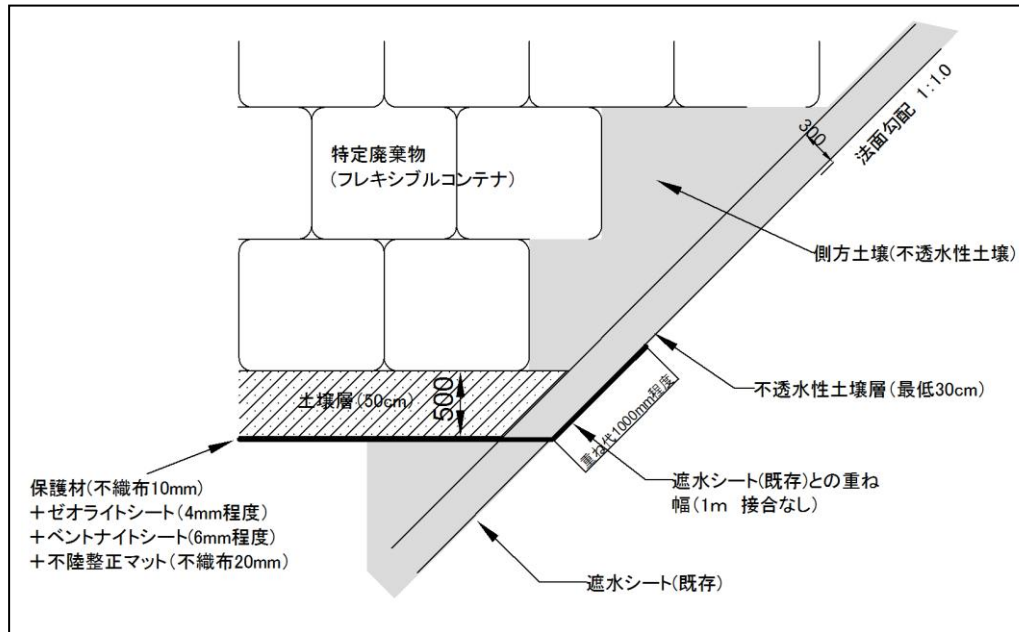 特定廃棄物
(フレキシブルコンテナ)
300
法面勾配 1:1.0
側方土壌(不透水性土壌)
土壌層(50cm)
500
不透水性土壌層(最低30cm)
重ね代1000mm程度
保護材(不織布10mm)
+ゼオライトシート(4mm程度)
+ベントナイトシート(6mm程度)
+不陸整正マット(不織布20mm)
遮水シート(既存)との重ね
幅(1m 接合なし)
遮水シート(既存)